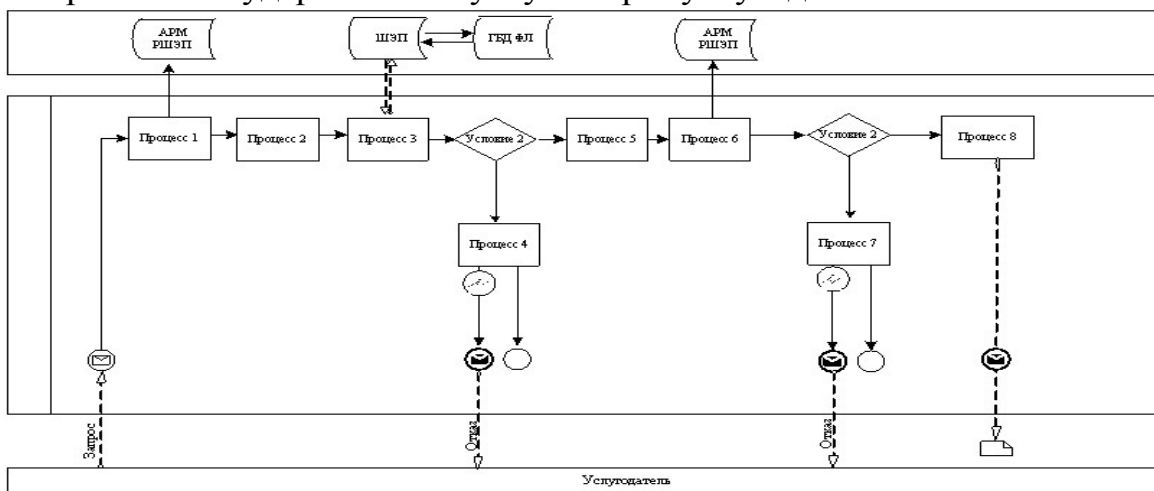 АРМ
РШЭП
ШЭП
ГБД ФЛ
АРМ
РШЭП
Процесс 1
Процесс 2
Процесс 3
Условие 2
Процесс 5
Процесс 6
Условие 2
Процесс 8
Процесс 4
Процесс 7
Запрос
Отказ
Отказ
Услугодатель